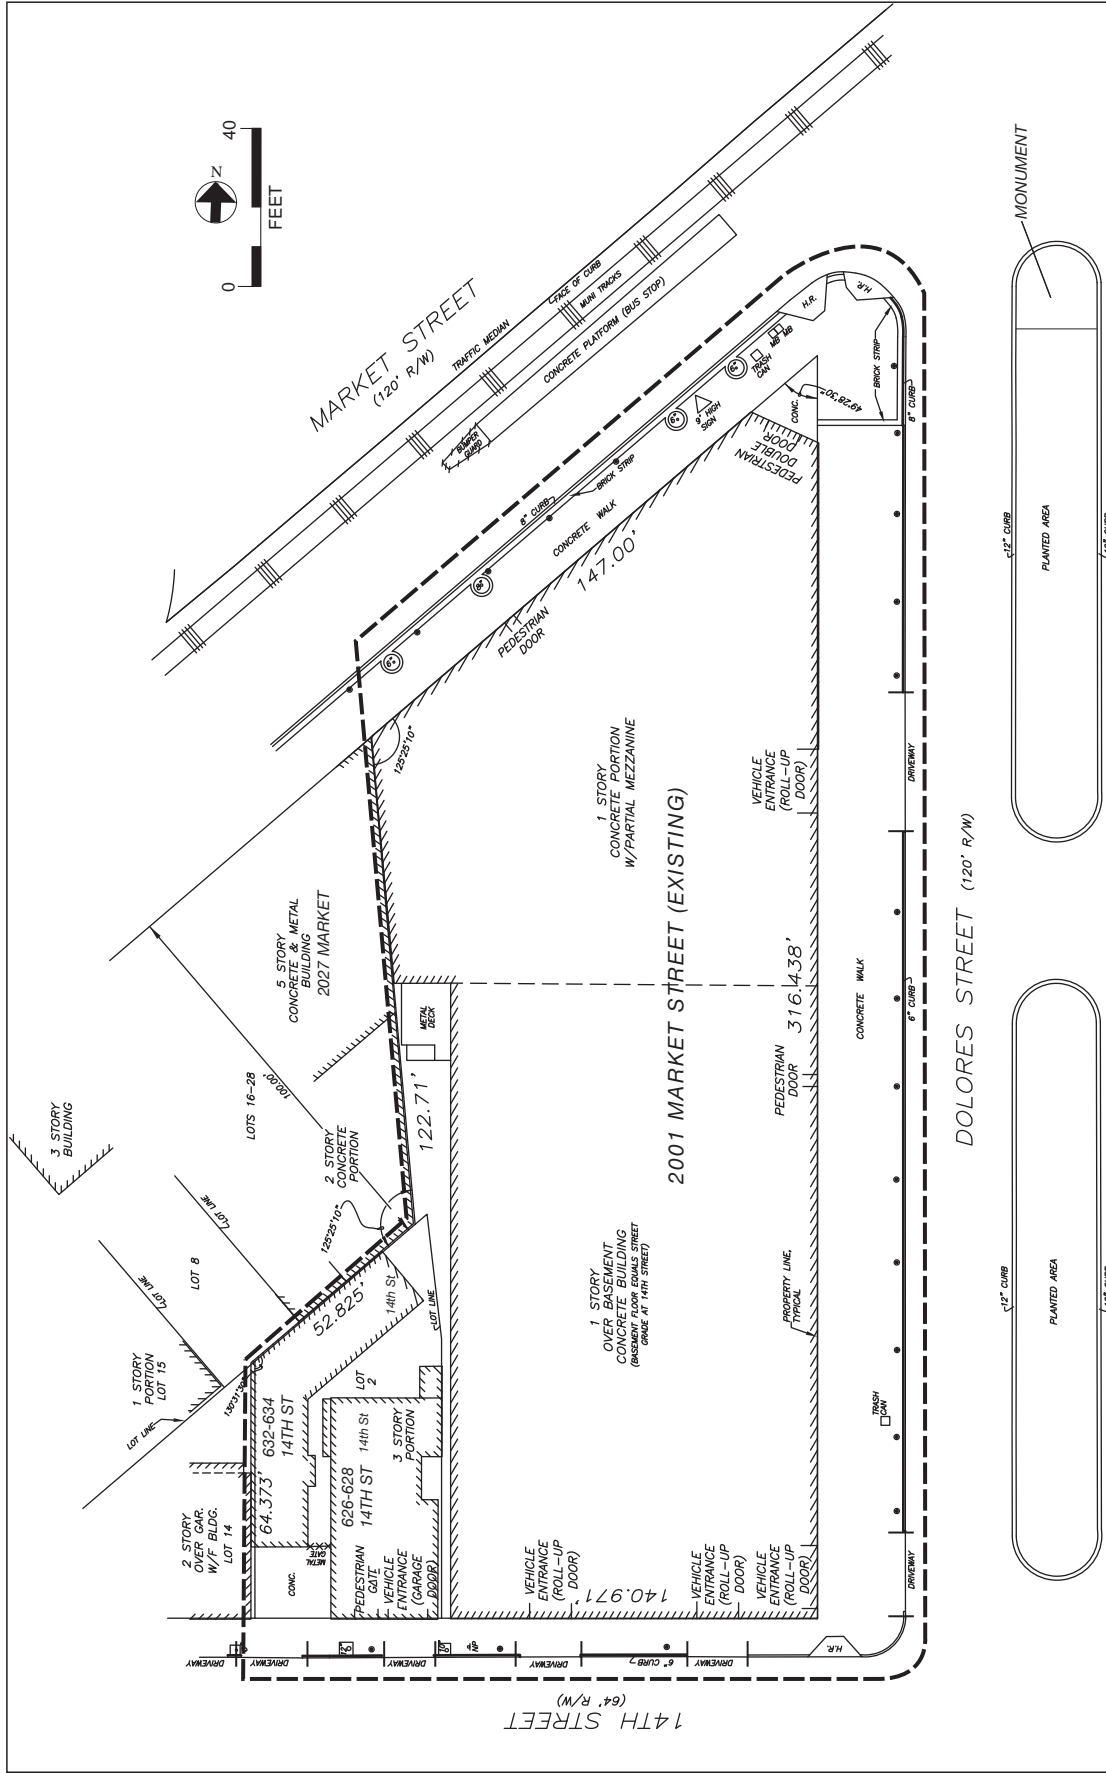 MARKET STREET
(120' R/W)
TRAFFIC MEDIAN
FACE OF CURB
MUNI TRACKS
CONCRETE PLATFORM (BUS STOP)
BUMPER
GUARD
N
0
40
FEET
MONUMENT
H.R.
H.R.
MB
MB
TRASH
CAN
6"
9' HIGH
SIGN
6"
BRICK STRIP
8" CURB
CONC.
49°28'30"
PEDESTRIAN
DOUBLE
DOOR
BRICK STRIP
8" CURB
CONCRETE WALK
147.00'
PEDESTRIAN
DOOR
6"
125°25'10"
5 STORY
CONCRETE & METAL
BUILDING
2027 MARKET
1 STORY
CONCRETE PORTION
W/PARTIAL MEZZANINE
VEHICLE
ENTRANCE
(ROLL-UP
DOOR)
DRIVEWAY
12" CURB
PLANTED AREA
2001 MARKET STREET (EXISTING)
316.438'
METAL
DECK
122.71'
100.00'
LOTS 16-28
3 STORY
BUILDING
2 STORY
CONCRETE
PORTION
125°25'10"
PEDESTRIAN
DOOR
CONCRETE WALK
6" CURB
DOLORES STREET (120' R/W)
LOT LINE
LOT 8
LOT LINE
1 STORY
PORTION
LOT 15
LOT LINE
130°31'30"
52.825'
14th St
LOT LINE
1 STORY
OVER BASEMENT
CONCRETE BUILDING
(BASEMENT FLOOR EQUALS STREET
GRADE AT 14TH STREET)
PROPERTY LINE,
TYPICAL
12" CURB
PLANTED AREA
TRASH
CAN
LOT
2
632-634
14TH ST
64.373'
626-628
14TH ST
14th St
3 STORY
PORTION
2 STORY
OVER GAR.
W/F BLDG.
LOT 14
CONC.
METAL
GATE
PEDESTRIAN
GATE
VEHICLE
ENTRANCE
(GARAGE
DOOR)
VEHICLE
ENTRANCE
(ROLL-UP
DOOR)
140.971'
VEHICLE
ENTRANCE
(ROLL-UP
DOOR)
VEHICLE
ENTRANCE
(ROLL-UP
DOOR)
DRIVEWAY
DRIVEWAY
DRIVEWAY
12"
DRIVEWAY
10"
NP
DRIVEWAY
6" CURB
DRIVEWAY
H.R.
14TH STREET
(64' R/W)